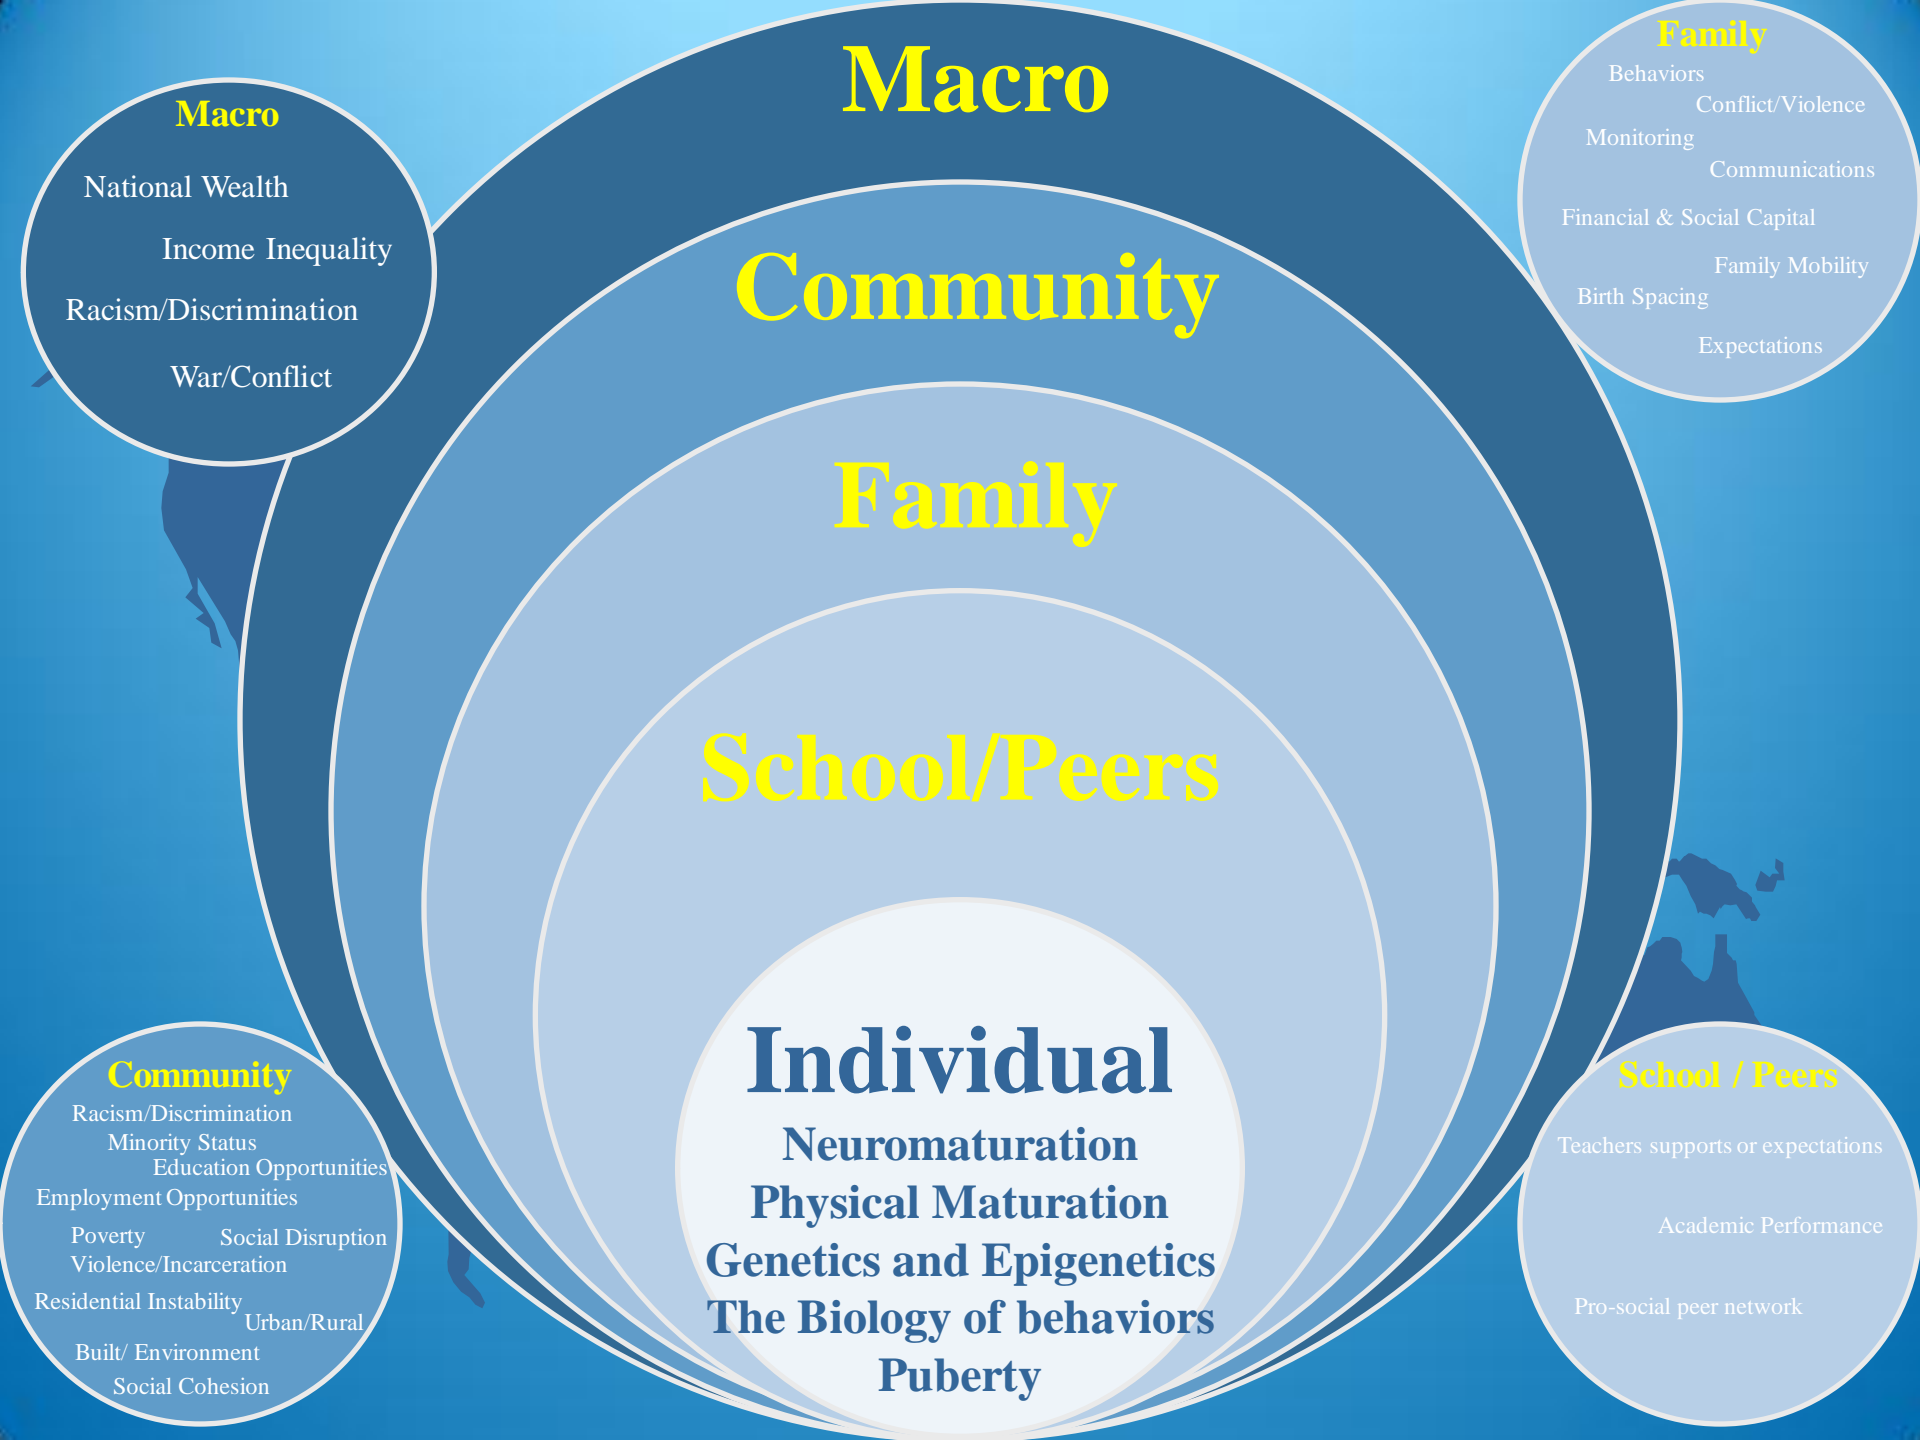 Macro
Community
Family
School/Peers
Individual
Neuromaturation
Physical Maturation
Genetics and Epigenetics
The Biology of behaviors
Puberty
Macro
National Wealth
Income Inequality
Racism/Discrimination
War/Conflict
Family
Behaviors
Conflict/Violence
Monitoring
Communications
Financial & Social Capital
Family Mobility
Birth Spacing
Expectations
Community
Racism/Discrimination
Minority Status
Education Opportunities
Employment Opportunities
Poverty
Social Disruption
Violence/Incarceration
Residential Instability
Urban/Rural
Built/ Environment
Social Cohesion
School / Peers
Teachers supports or expectations
Academic Performance
Pro-social peer network